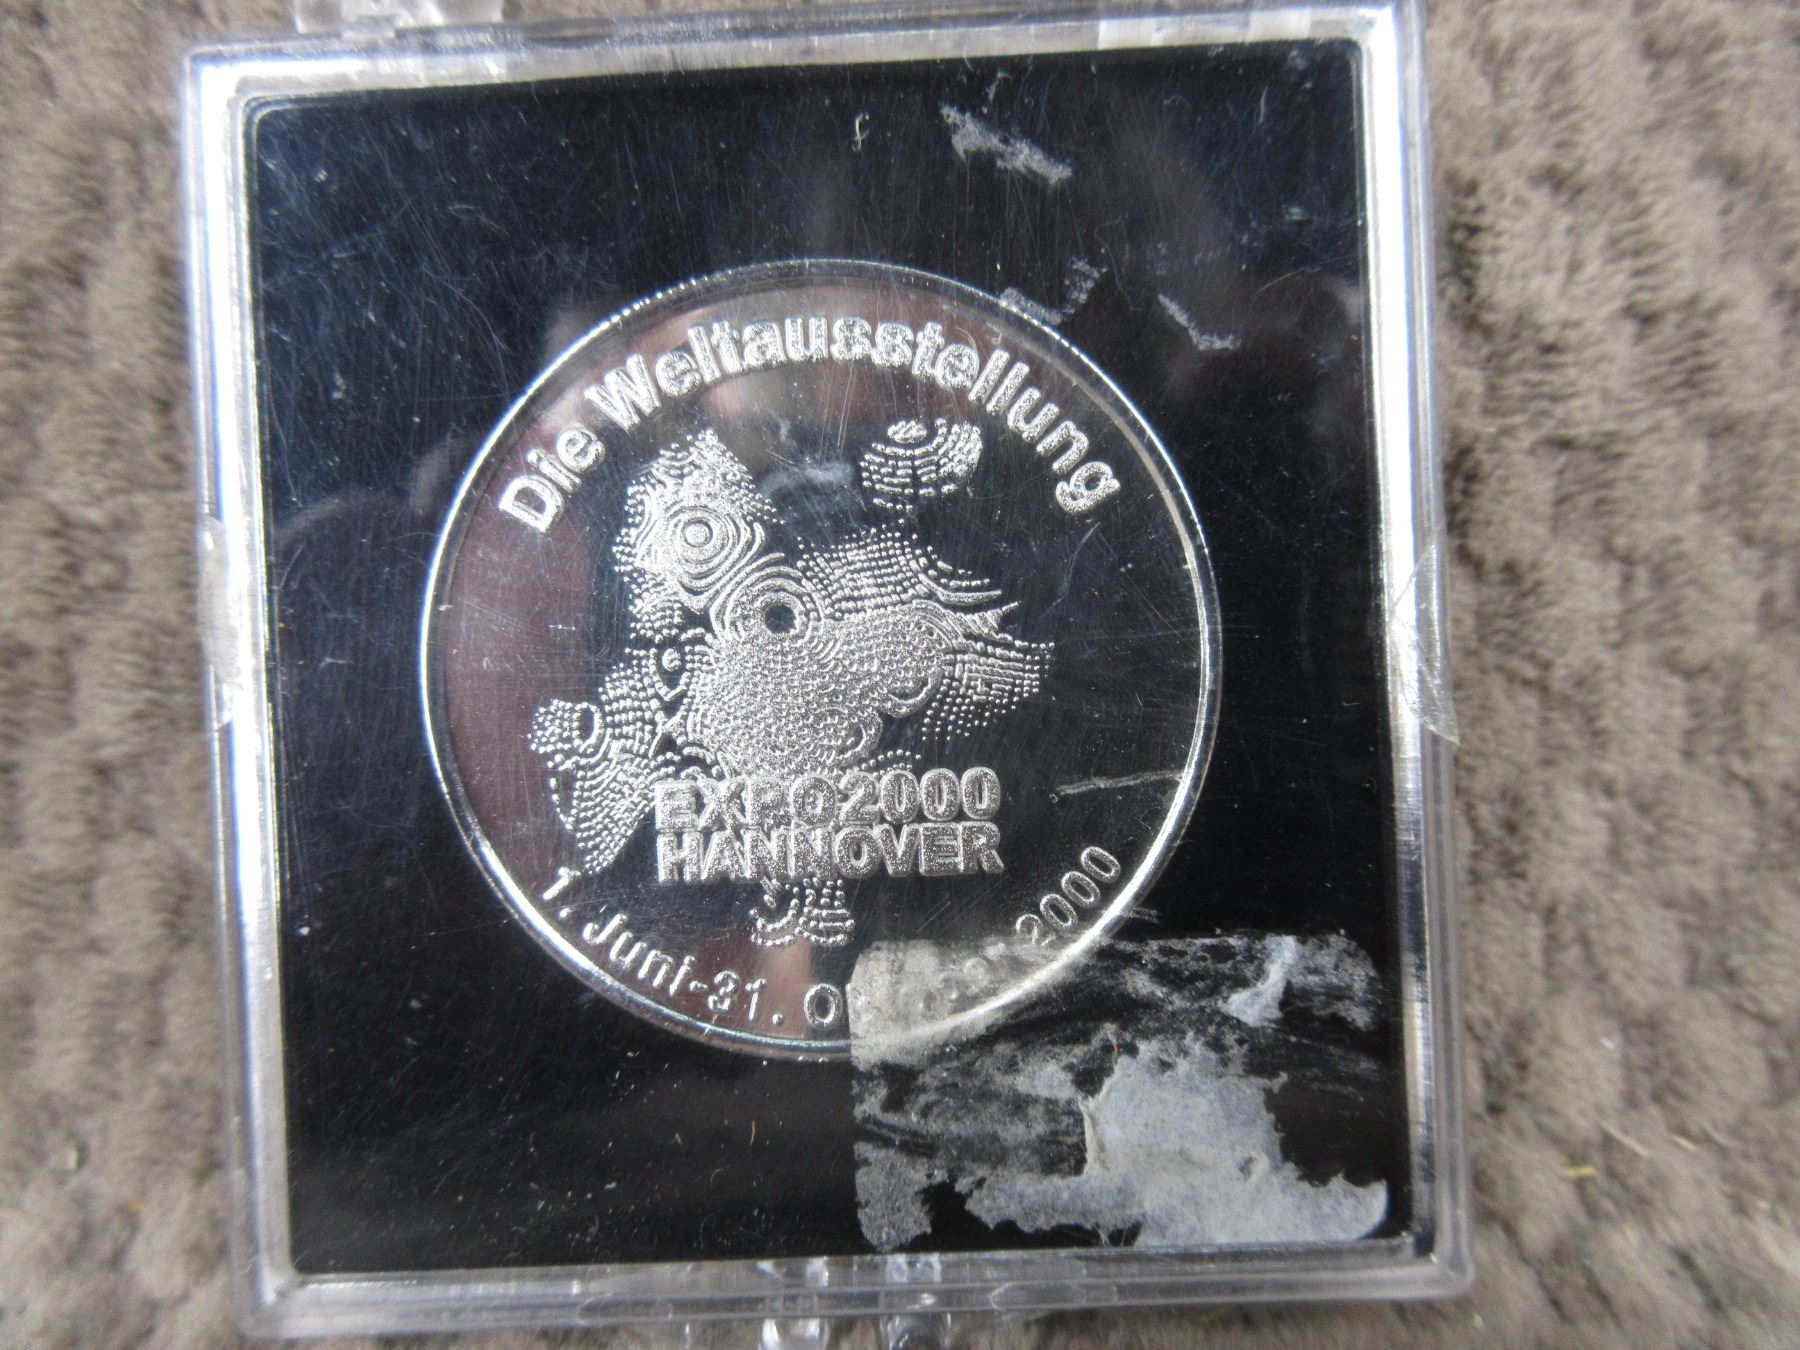 Die Weltausstellung
EXPO2000
HANNOVER
1. Juni-31. 2000